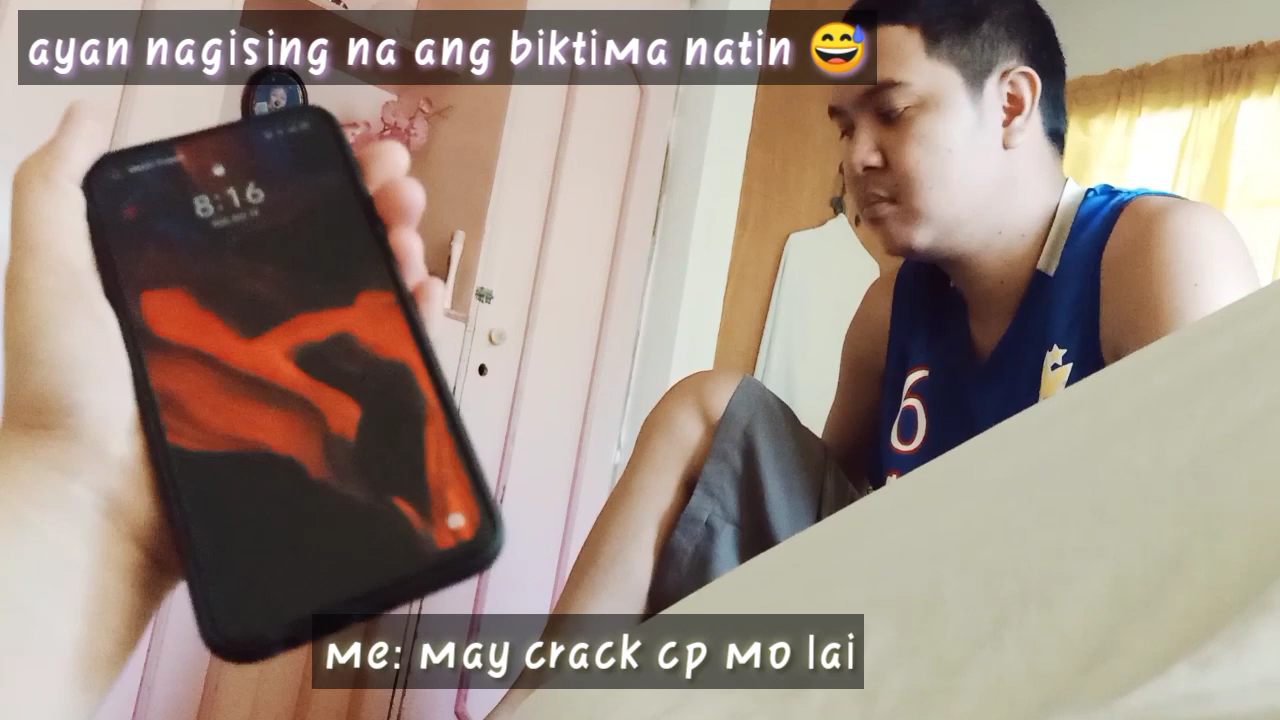 ayan nagising na ang biktima natin 😅
8:16
6
Me: May crack cp mo lai